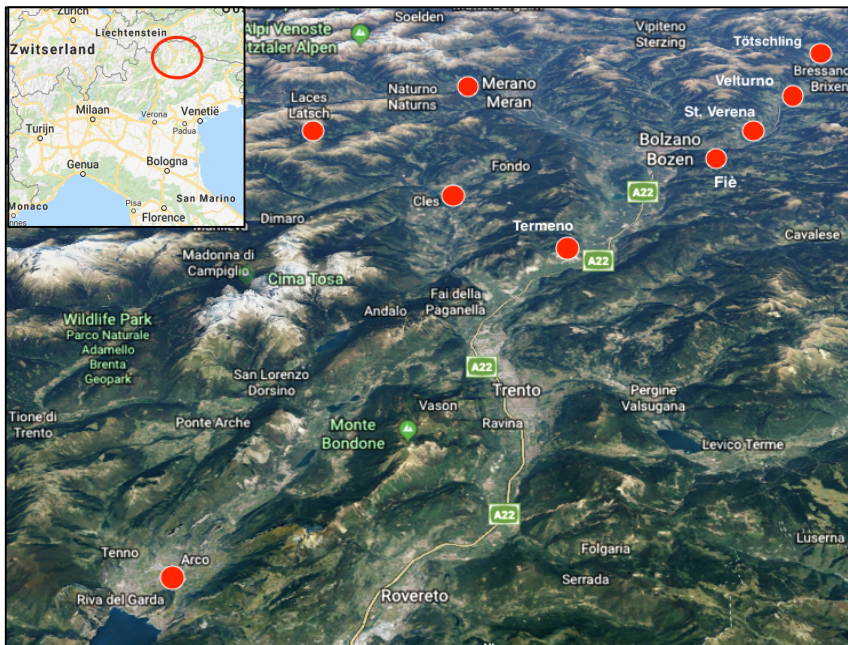 Zürich
Liechtenstein
Zwitserland
Milaan
Verona
Venetië
Padua
Turijn
Genua
Bologna
Monaco
Pisa
San Marino
Florence
Soelden
Alpi Venoste
Vipiteno
Sterzing
Tötschling
Bressano
Brixen
Velturno
Naturno
Naturns
Merano
Meran
Laces
Latsch
St. Verena
Bolzano
Bozen
Fondo
Fiè
A22
Cles
Dimaro
Termeno
Cavalese
A22
Madonna di
Campiglio
Cima Tosa
Fai della
Paganella
Andalo
Wildlife Park
Parco Naturale
Adamello
Brenta
Geopark
A22
San Lorenzo
Dorsino
Trento
Pergine
Valsugana
Tione di
Trento
Ponte Arche
Vason
Ravina
Monte
Bondone
Levico Terme
A22
Tenno
Arco
Folgaria
Luserna
Riva del Garda
Rovereto
Serrada